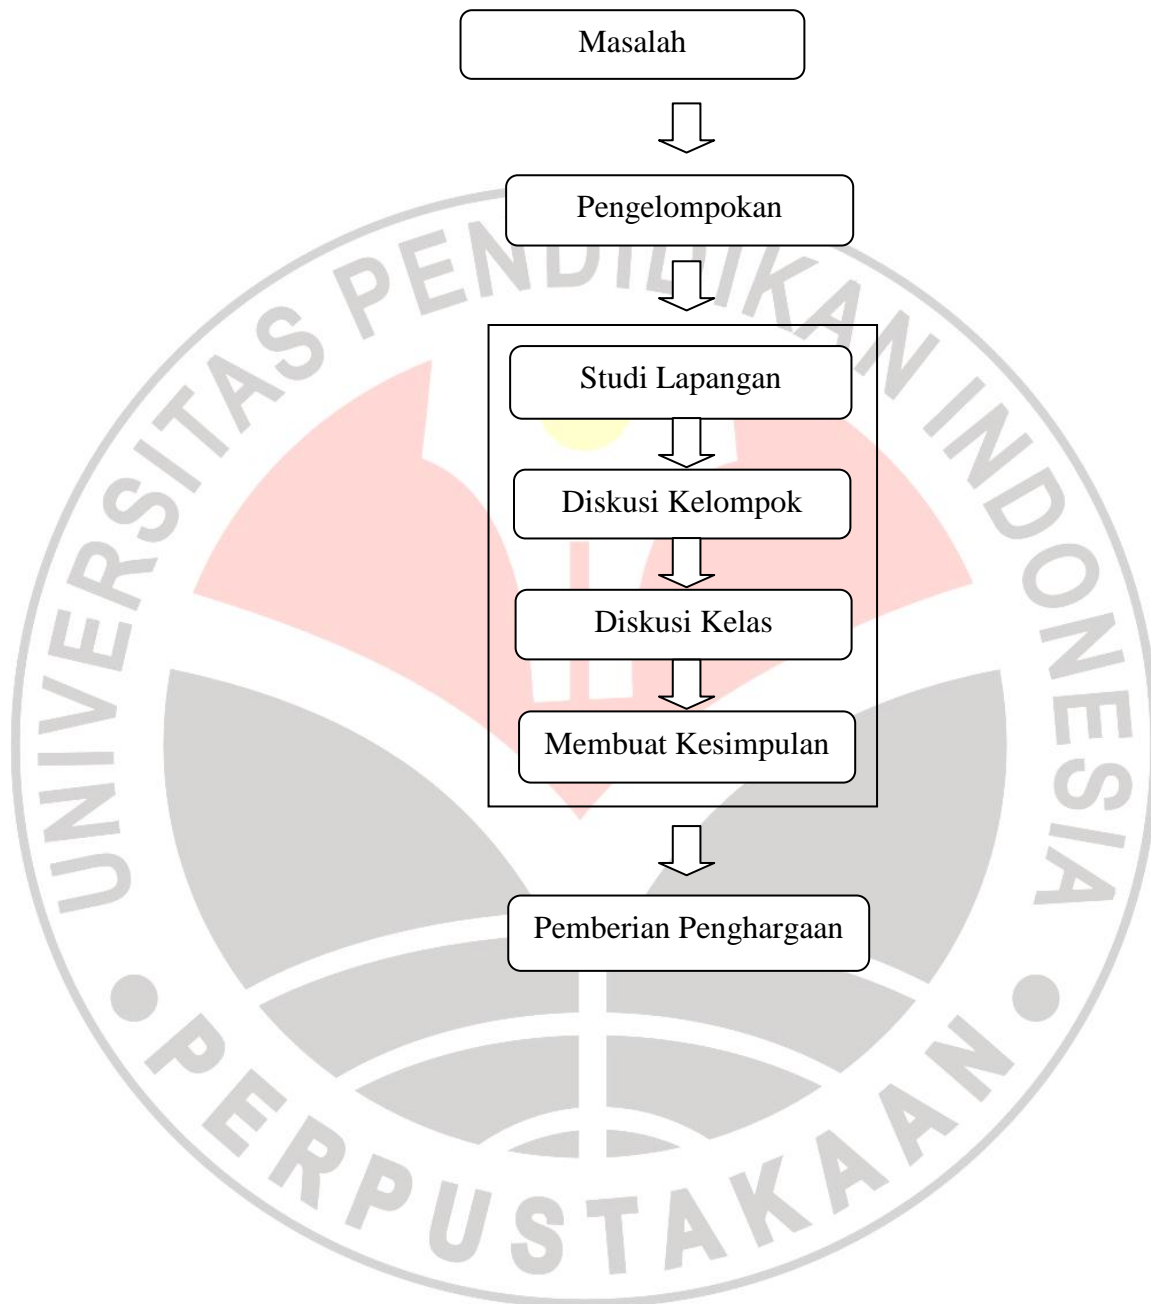 Masalah
Pengelompokan
Studi Lapangan
Diskusi Kelompok
Diskusi Kelas
Membuat Kesimpulan
Pemberian Penghargaan
UNIVERSITAS PENDIDIKAN INDONESIA
PERPUSTAKAAN